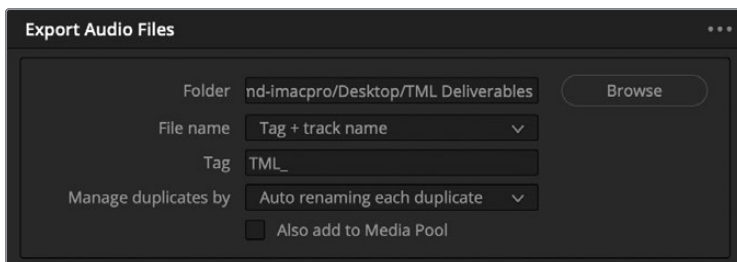 Export Audio Files
Folder nd-imacpro/Desktop/TML Deliverables Browse
File name Tag + track name
Tag TML_
Manage duplicates by Auto renaming each duplicate
Also add to Media Pool